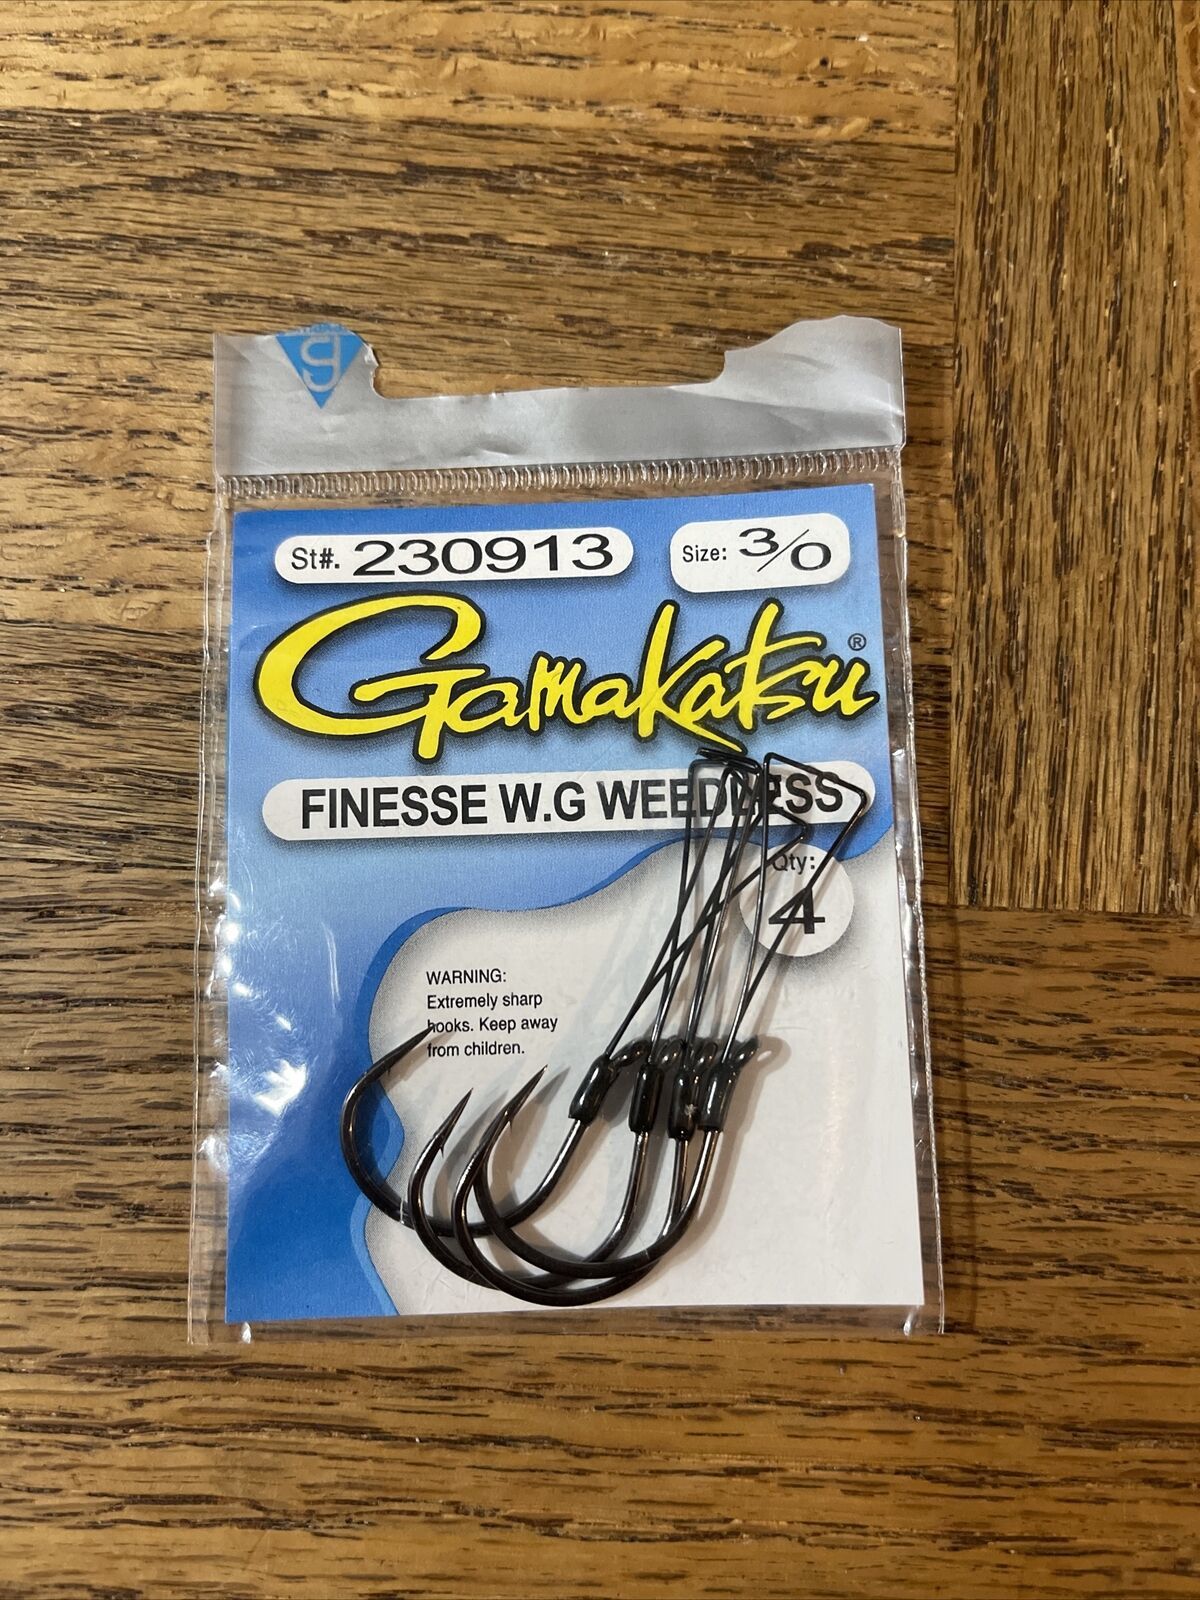 St#. 230913
Size: 3/0
Gamakatsu®
FINESSE W.G WEEDLESS
Qty:
4
WARNING:
Extremely sharp
hooks. Keep away
from children.